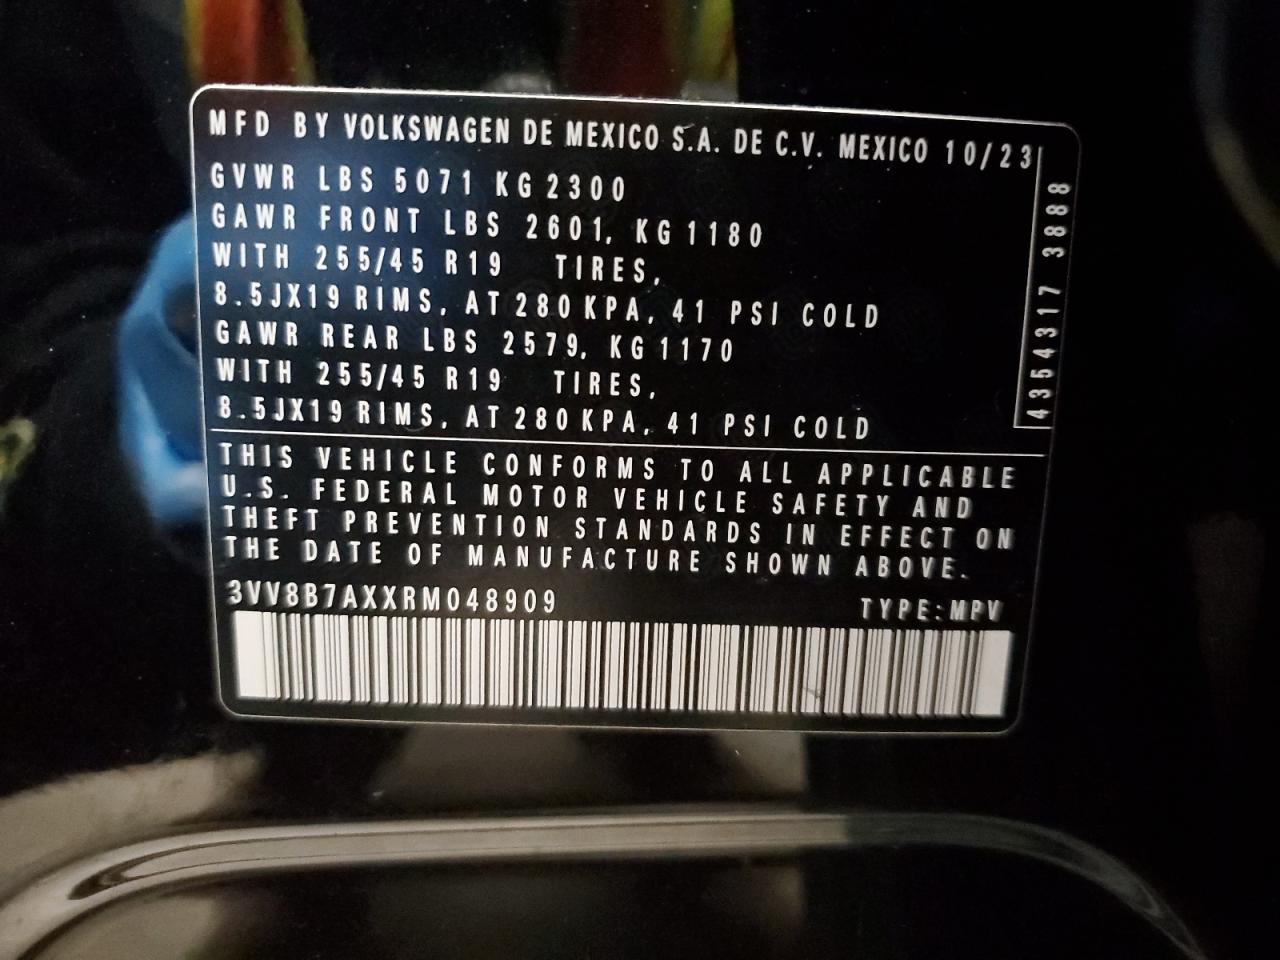 MFD BY VOLKSWAGEN DE MEXICO S.A. DE C.V. MEXICO 10/23
GVWR LBS 5071 KG 2300
GAWR FRONT LBS 2601, KG 1180
WITH 255/45 R19 TIRES,
8.5JX19 RIMS, AT 280 KPA, 41 PSI COLD
GAWR REAR LBS 2579, KG 1170
WITH 255/45 R19 TIRES,
8.5JX19 RIMS, AT 280 KPA, 41 PSI COLD
4354317 3888
THIS VEHICLE CONFORMS TO ALL APPLICABLE
U.S. FEDERAL MOTOR VEHICLE SAFETY AND
THEFT PREVENTION STANDARDS IN EFFECT ON
THE DATE OF MANUFACTURE SHOWN ABOVE.
3VV8B7AXXRM048909 TYPE:MPV